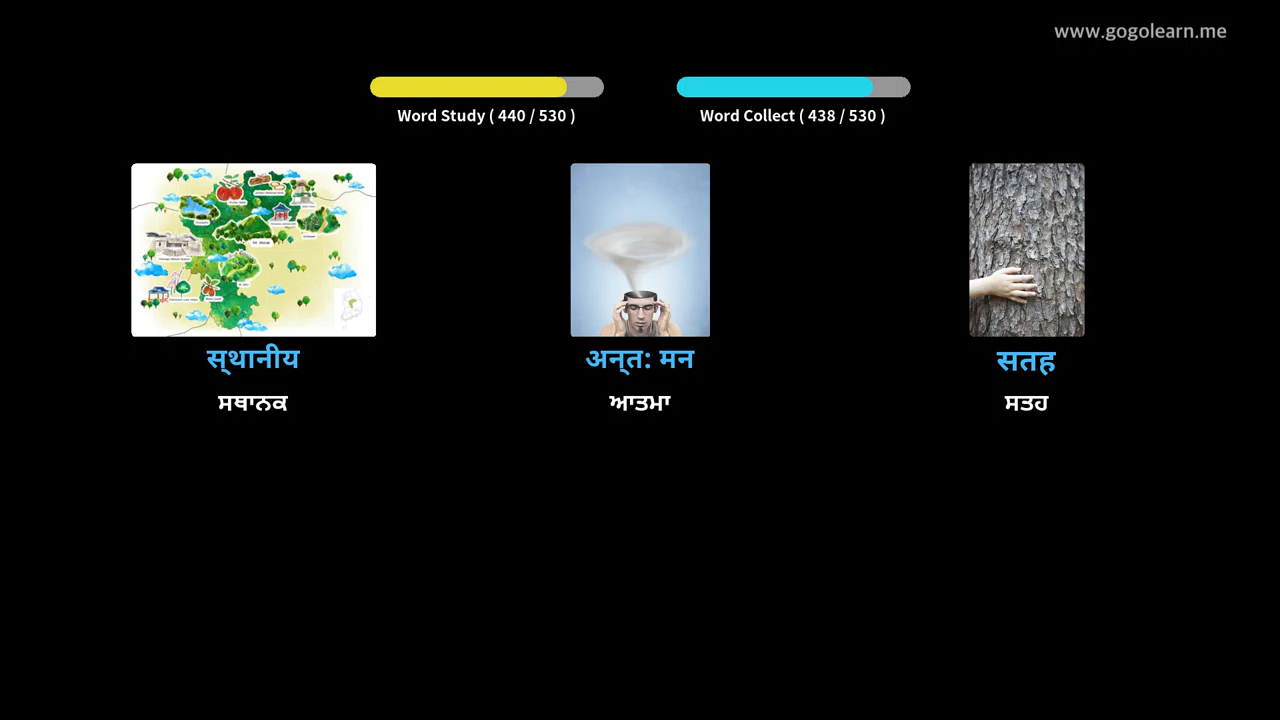 www.gogolearn.me
Word Study ( 440 / 530 )
Word Collect ( 438 / 530 )
स्थानीय
अन्त: मन
सतह
ਸਥਾਨਕ
ਆਤਮਾ
ਸਤਹ